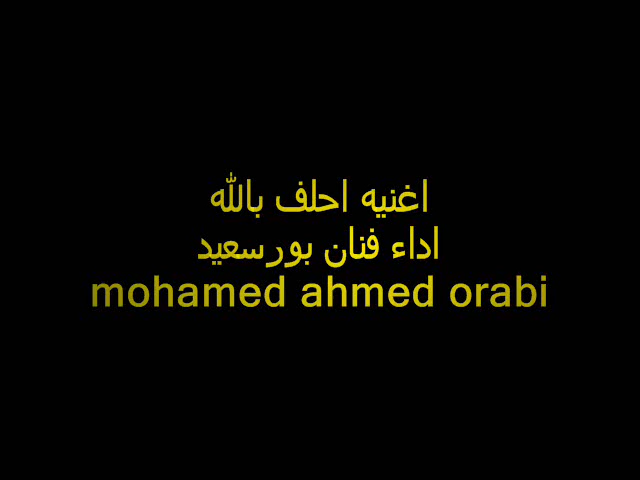 اغنيه احلف بالله
اداء فنان بورسعيد
mohamed ahmed orabi